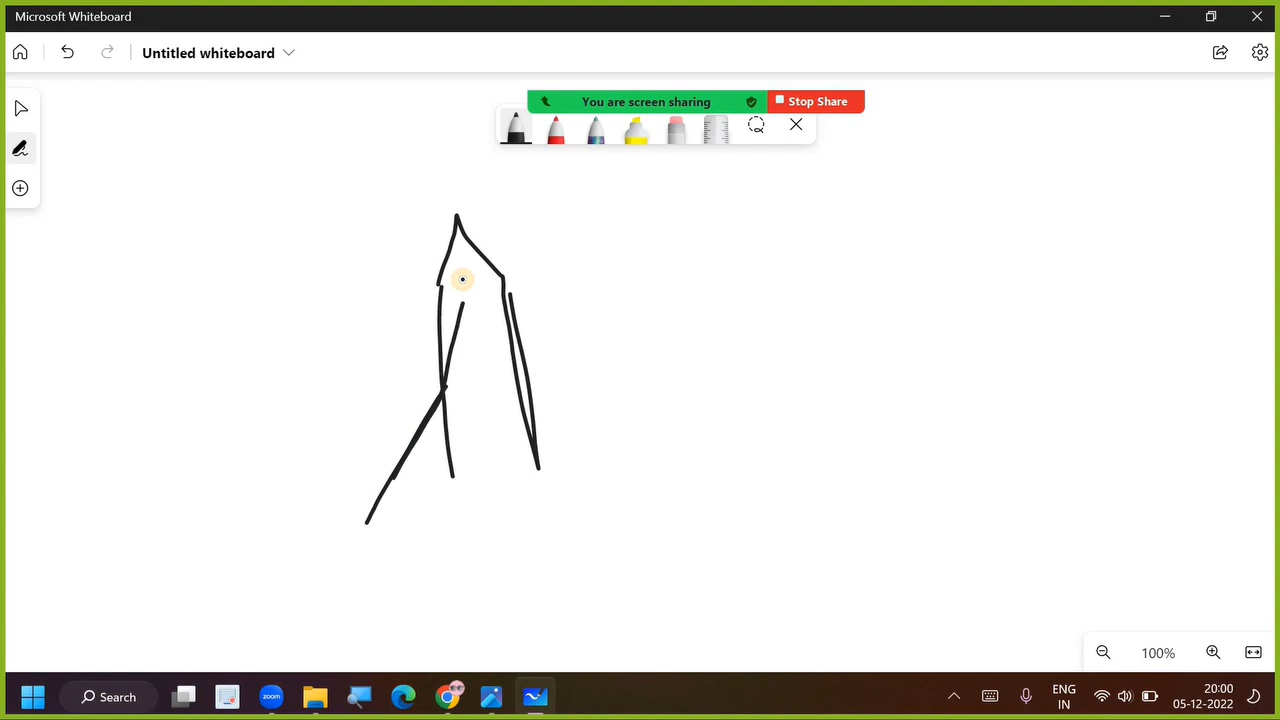 Microsoft Whiteboard
Untitled whiteboard
You are screen sharing
Stop Share
100%
Search
zoom
ENG
IN
20:00
05-12-2022